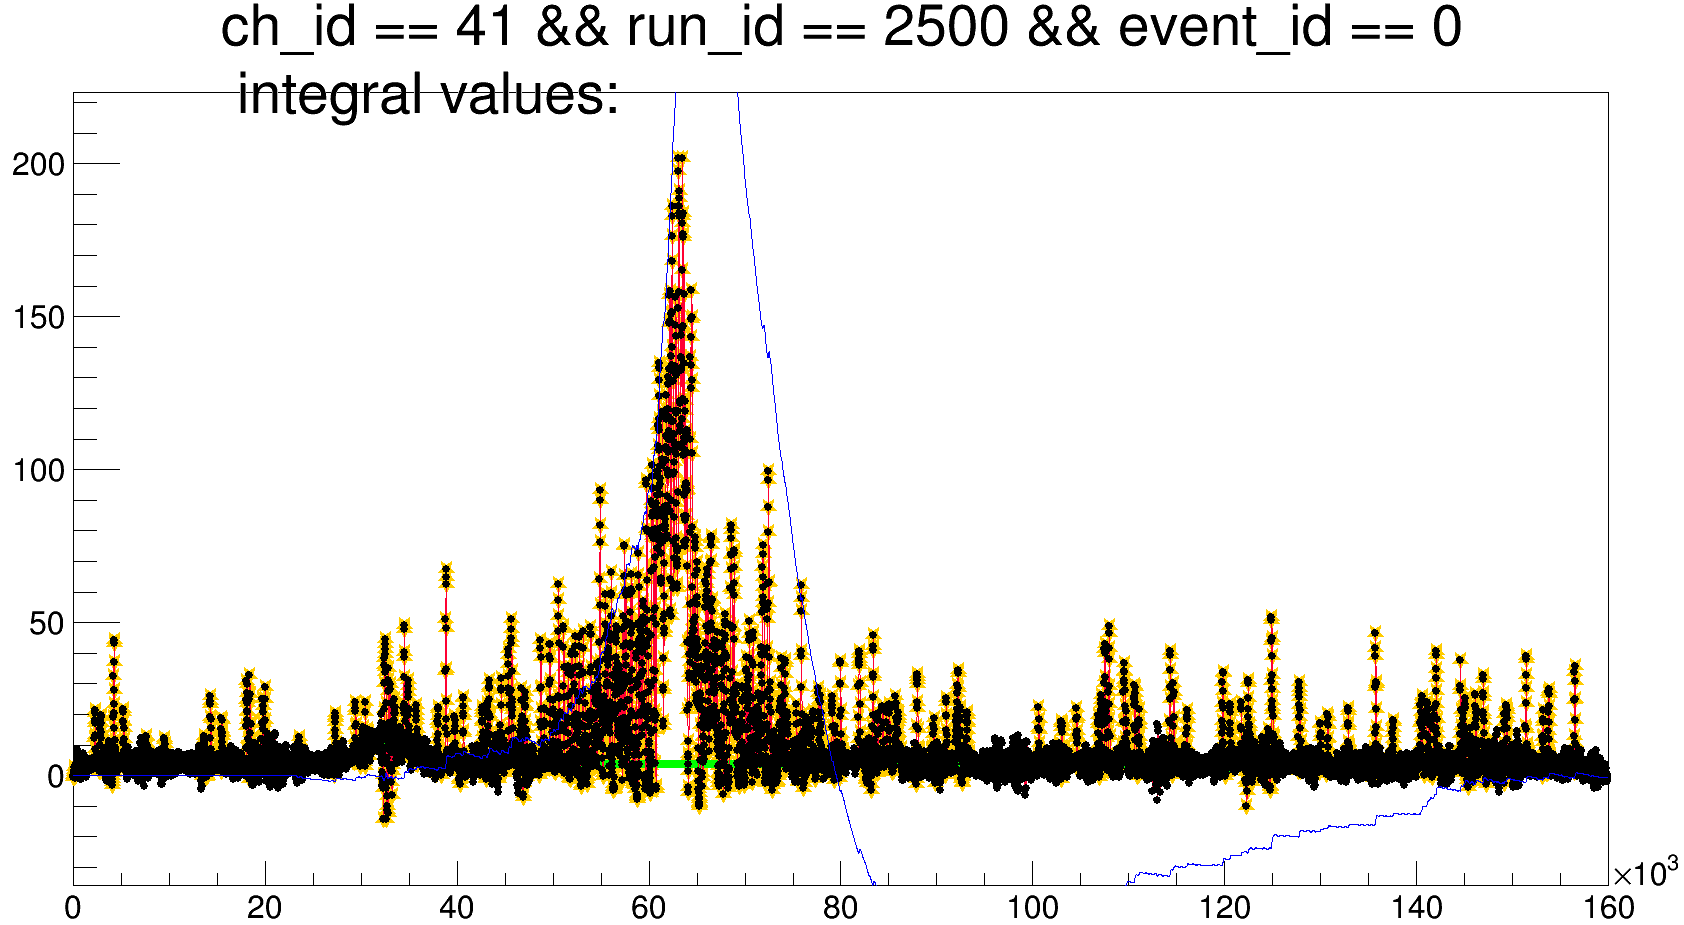 ch_id == 41 && run_id == 2500 && event_id == 0
integral values:
200
150
100
50
0
×10³
0 20 40 60 80 100 120 140 160